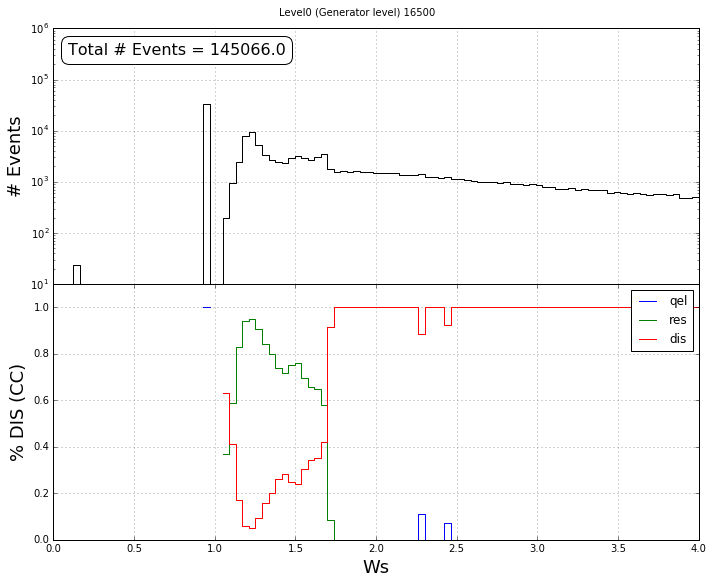 Level0 (Generator level) 16500
Total # Events = 145066.0
# Events
10^6
10^5
10^4
10^3
10^2
10^1
% DIS (CC)
1.0
0.8
0.6
0.4
0.2
0.0
qel
res
dis
0.0 0.5 1.0 1.5 2.0 2.5 3.0 3.5 4.0
Ws